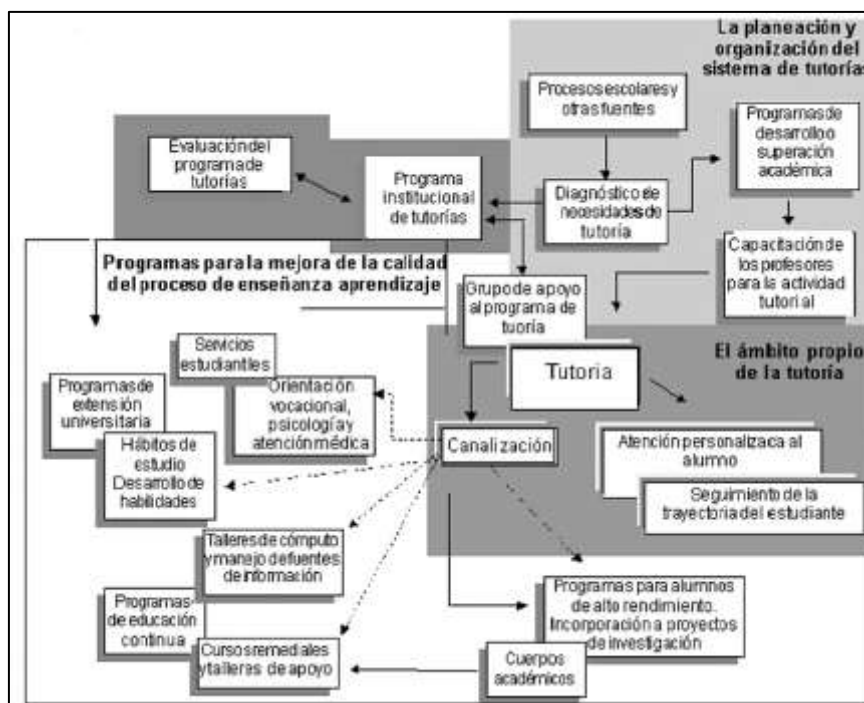 La planeación y
organización del
sistema de tutorías
Procesos escolares y
otras fuentes
Programas de
desarrollo o
superación
académica
Evaluación del
programa de
tutorías
Programa
institucional
de tutorías
Diagnóstico de
necesidades de
tutoría
Capacitación de
los profesores
para la actividad
tutorial
Programas para la mejora de la calidad
del proceso de enseñanza aprendizaje
Grupo de apoyo
al programa de
tuoría
El ámbito propio
de la tutoría
Servicios
estudiantiles
Tutoria
Programas de
extensión
universitaria
Orientación
vocacional,
psicología y
atención médica
Hábitos de
estudio
Desarrollo de
habilidades
Canalización
Atención personalizaca al
alumno
Seguimiento de la
trayectoria del estudiante
Talleres de cómputo
y manejo de fuentes
de información
Programas para alumnos
de alto rendimiento.
Incorporación a proyectos
de investigación
Programas
de educación
continua
Cursos remediales
y talleras de apoyo
Cuerpos
académicos